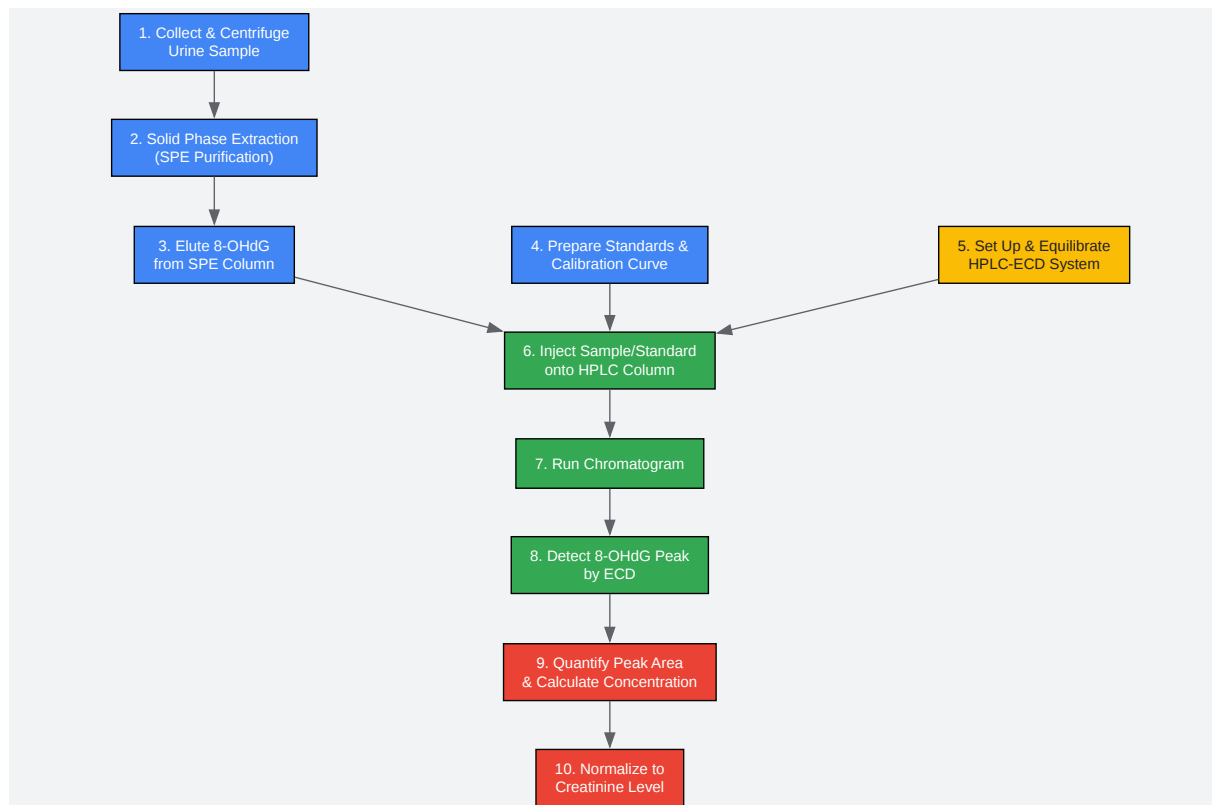 1. Collect & Centrifuge
Urine Sample
2. Solid Phase Extraction
(SPE Purification)
3. Elute 8-OHdG
from SPE Column
4. Prepare Standards &
Calibration Curve
5. Set Up & Equilibrate
HPLC-ECD System
6. Inject Sample/Standard
onto HPLC Column
7. Run Chromatogram
8. Detect 8-OHdG Peak
by ECD
9. Quantify Peak Area
& Calculate Concentration
10. Normalize to
Creatinine Level